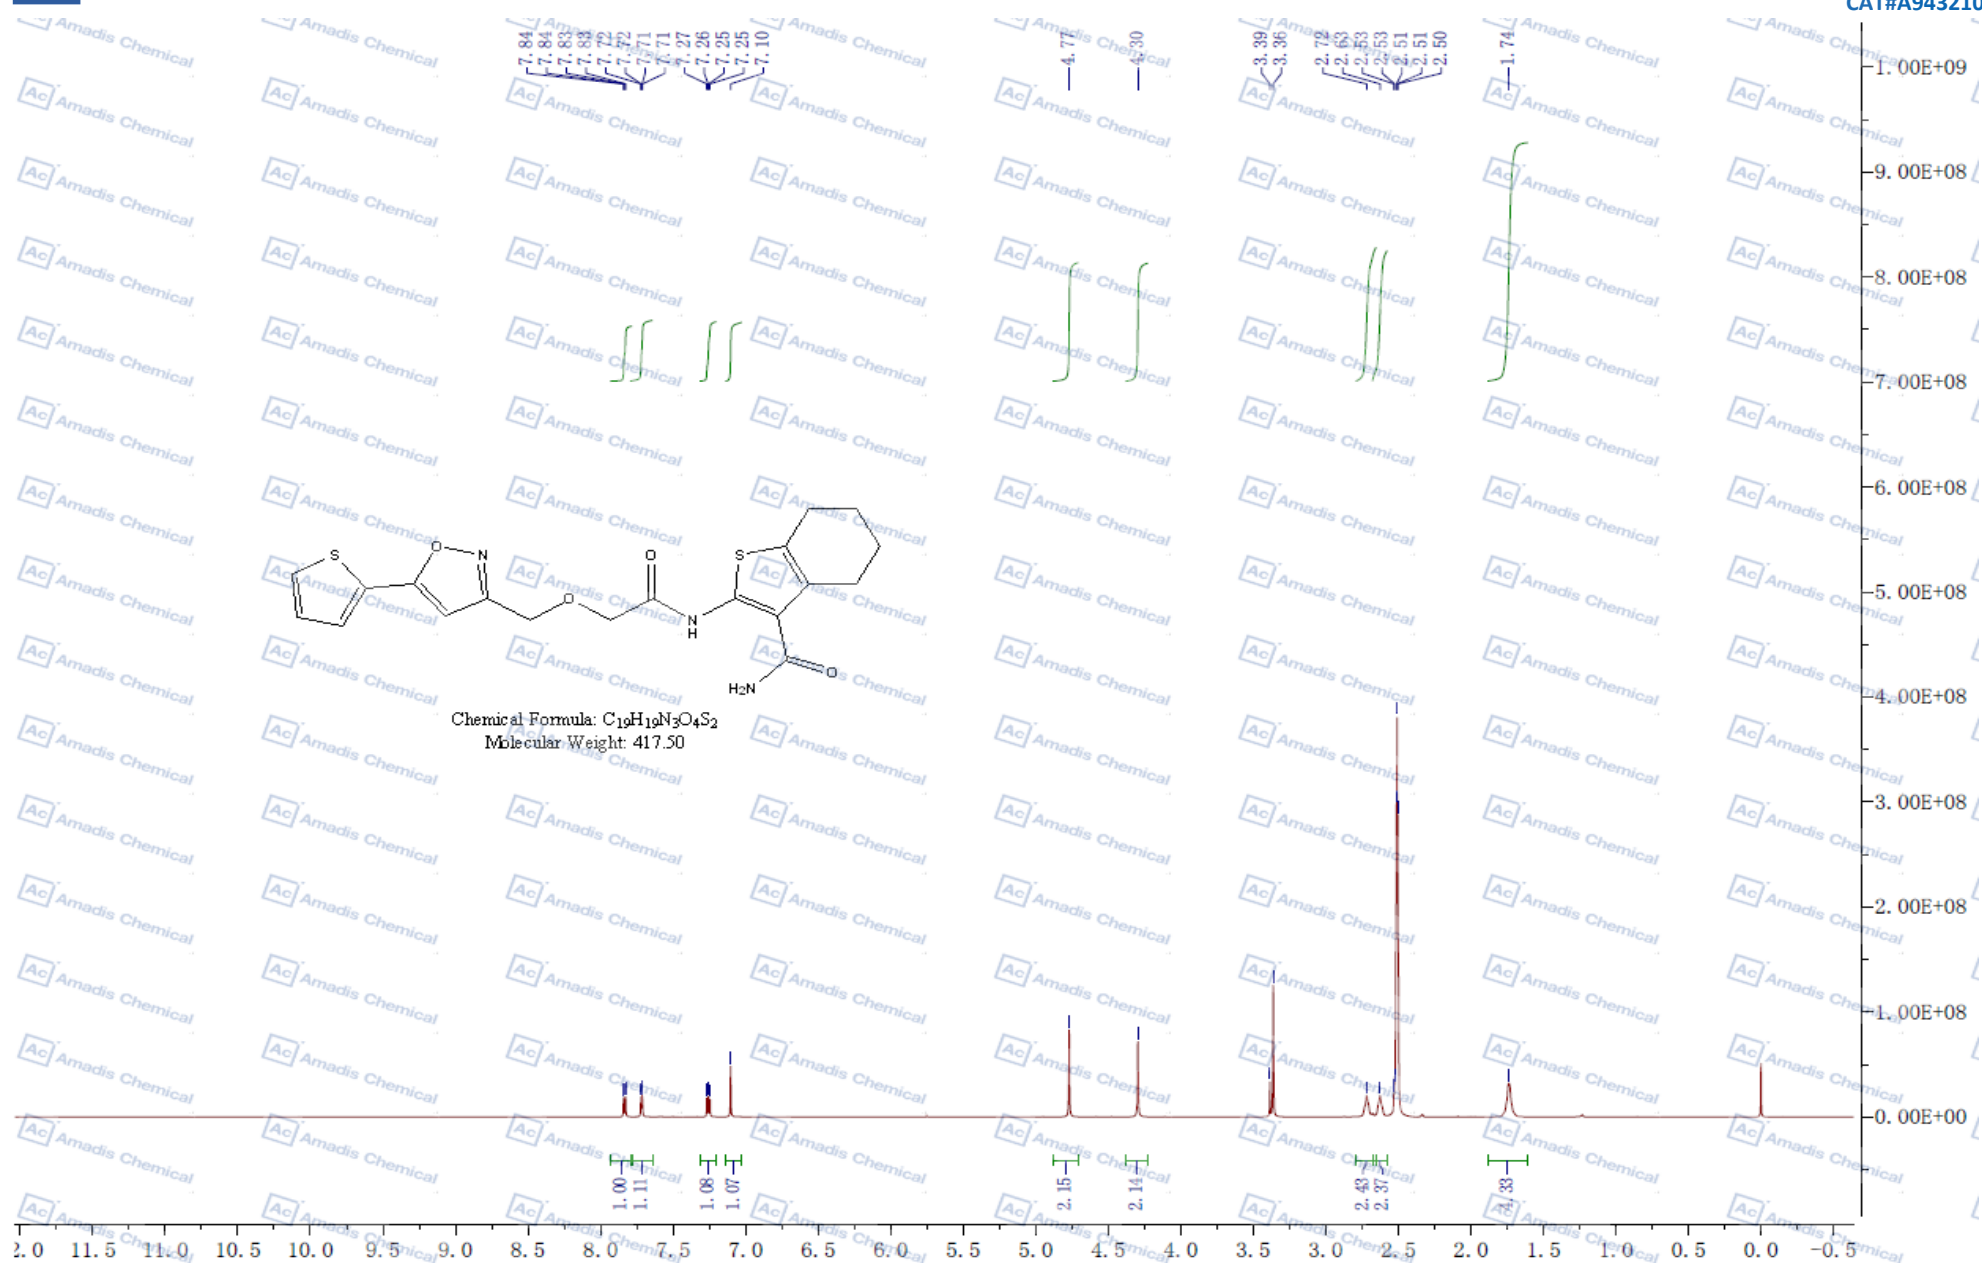 CAT#A943210
7.84
7.84
7.83
7.83
7.72
7.72
7.71
7.71
7.27
7.26
7.25
7.25
7.10
4.77
4.30
3.39
3.36
2.72
2.63
2.53
2.53
2.51
2.51
2.50
1.74
1.00E+09
9.00E+08
8.00E+08
7.00E+08
6.00E+08
5.00E+08
4.00E+08
3.00E+08
2.00E+08
1.00E+08
0.00E+00
S
O
N
O
O
N
H
S
O
H₂N
Chemical Formula: C₁₉H₁₉N₃O₄S₂
Molecular Weight: 417.50
1.00
1.11
1.08
1.07
2.15
2.14
2.43
2.37
4.33
2.0 11.5 11.0 10.5 10.0 9.5 9.0 8.5 8.0 7.5 7.0 6.5 6.0 5.5 5.0 4.5 4.0 3.5 3.0 2.5 2.0 1.5 1.0 0.5 0.0 -0.5
Ac Amadis Chemical